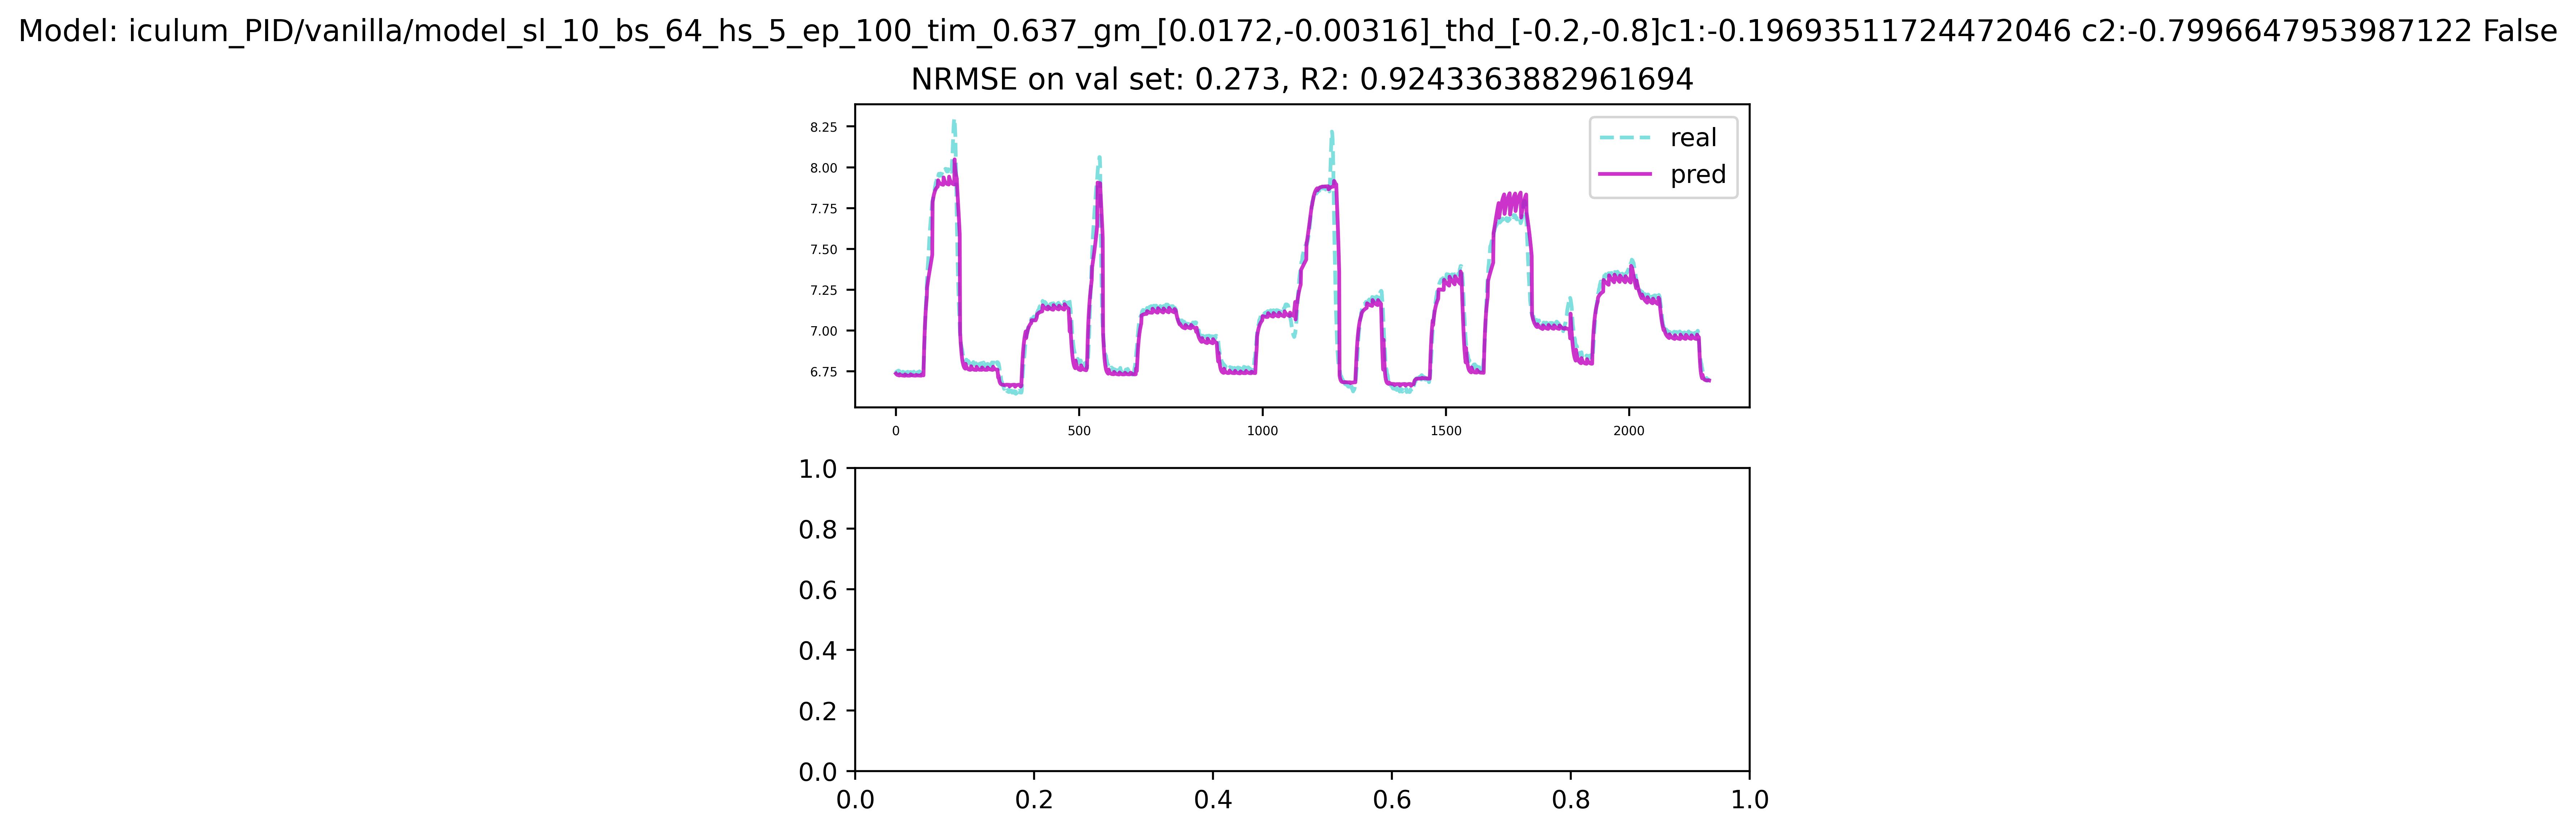 Model: iculum_PID/vanilla/model_sl_10_bs_64_hs_5_ep_100_tim_0.637_gm_[0.0172,-0.00316]_thd_[-0.2,-0.8]c1:-0.19693511724472046 c2:-0.7996647953987122 False
NRMSE on val set: 0.273, R2: 0.9243363882961694
8.25
8.00
7.75
7.50
7.25
7.00
6.75
real
pred
0 500 1000 1500 2000
1.0
0.8
0.6
0.4
0.2
0.0
0.0 0.2 0.4 0.6 0.8 1.0